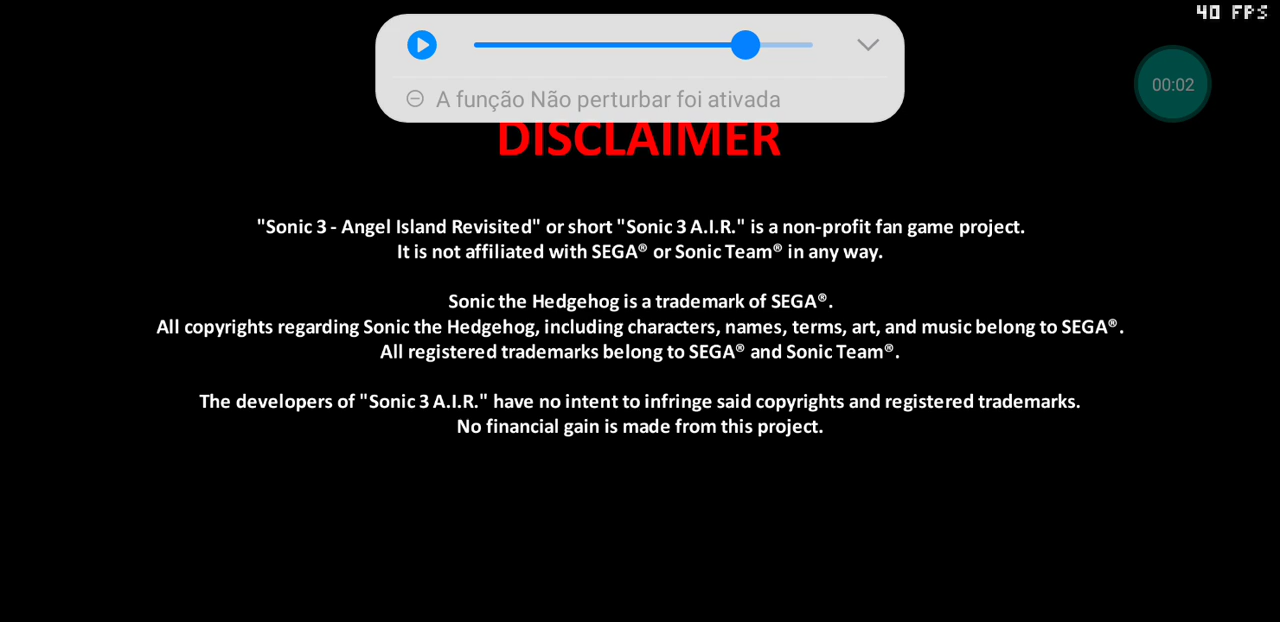 40 FPS
A função Não perturbar foi ativada
00:02
DISCLAIMER
"Sonic 3 - Angel Island Revisited" or short "Sonic 3 A.I.R." is a non-profit fan game project.
It is not affiliated with SEGA® or Sonic Team® in any way.
Sonic the Hedgehog is a trademark of SEGA®.
All copyrights regarding Sonic the Hedgehog, including characters, names, terms, art, and music belong to SEGA®.
All registered trademarks belong to SEGA® and Sonic Team®.
The developers of "Sonic 3 A.I.R." have no intent to infringe said copyrights and registered trademarks.
No financial gain is made from this project.